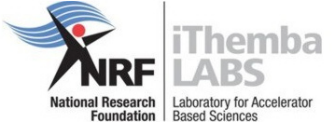 NRF
National Research
Foundation
iThemba
LABS
Laboratory for Accelerator
Based Sciences